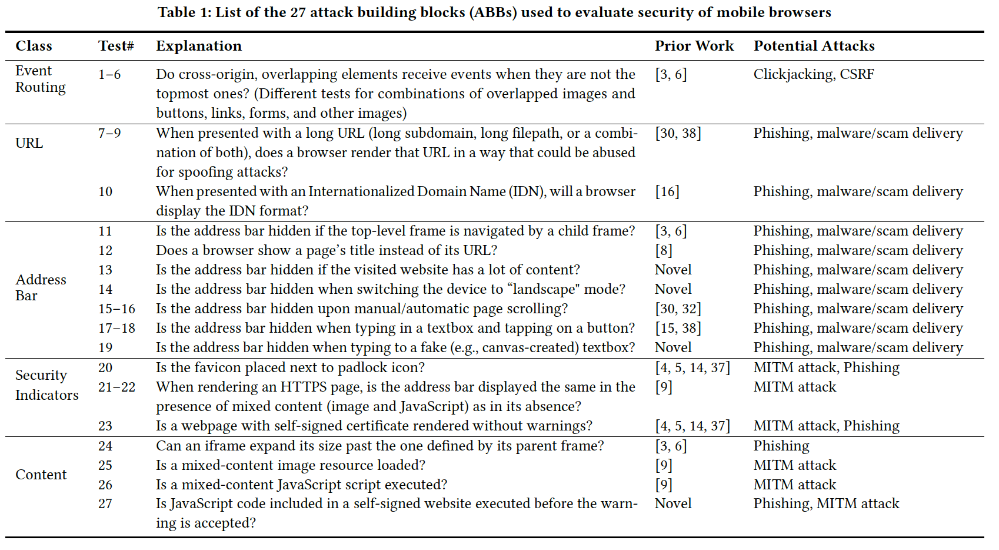 Table 1: List of the 27 attack building blocks (ABBs) used to evaluate security of mobile browsers
Class Test# Explanation Prior Work Potential Attacks
Event Routing 1–6 Do cross-origin, overlapping elements receive events when they are not the [3, 6] Clickjacking, CSRF
topmost ones? (Different tests for combinations of overlapped images and
buttons, links, forms, and other images)
URL 7–9 When presented with a long URL (long subdomain, long filepath, or a combi- [30, 38] Phishing, malware/scam delivery
nation of both), does a browser render that URL in a way that could be abused
for spoofing attacks?
10 When presented with an Internationalized Domain Name (IDN), will a browser [16] Phishing, malware/scam delivery
display the IDN format?
Address Bar 11 Is the address bar hidden if the top-level frame is navigated by a child frame? [3, 6] Phishing, malware/scam delivery
12 Does a browser show a page’s title instead of its URL? [8] Phishing, malware/scam delivery
13 Is the address bar hidden if the visited website has a lot of content? Novel Phishing, malware/scam delivery
14 Is the address bar hidden when switching the device to “landscape" mode? Novel Phishing, malware/scam delivery
15–16 Is the address bar hidden upon manual/automatic page scrolling? [30, 32] Phishing, malware/scam delivery
17–18 Is the address bar hidden when typing in a textbox and tapping on a button? [15, 38] Phishing, malware/scam delivery
19 Is the address bar hidden when typing to a fake (e.g., canvas-created) textbox? Novel Phishing, malware/scam delivery
Security Indicators 20 Is the favicon placed next to padlock icon? [4, 5, 14, 37] MITM attack, Phishing
21–22 When rendering an HTTPS page, is the address bar displayed the same in the [9] MITM attack
presence of mixed content (image and JavaScript) as in its absence?
23 Is a webpage with self-signed certificate rendered without warnings? [4, 5, 14, 37] MITM attack, Phishing
Content 24 Can an iframe expand its size past the one defined by its parent frame? [3, 6] Phishing
25 Is a mixed-content image resource loaded? [9] MITM attack
26 Is a mixed-content JavaScript script executed? [9] MITM attack
27 Is JavaScript code included in a self-signed website executed before the warn- Novel Phishing, MITM attack
ing is accepted?